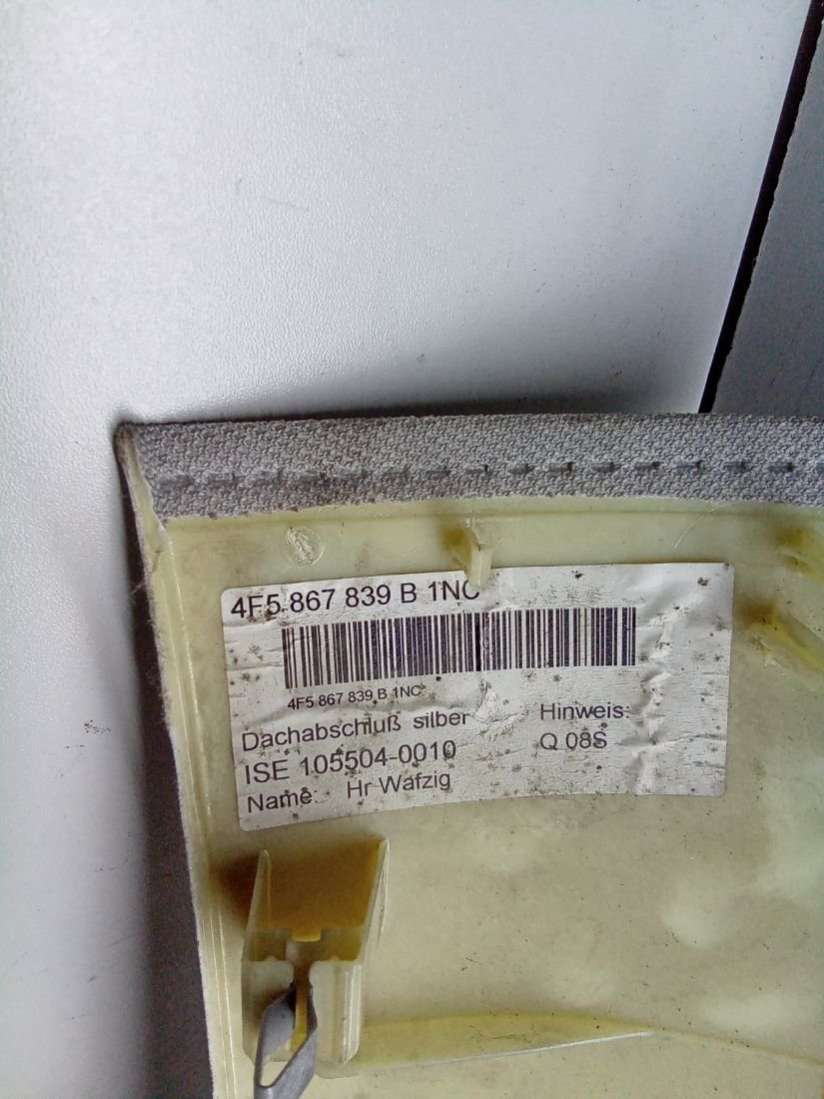 4F5 867 839 B 1NC
4F5 867 839 B 1NC
Dachabschluß silber
Hinweis:
ISE 105504-0010
Q 08S
Name: Hr Wafzig